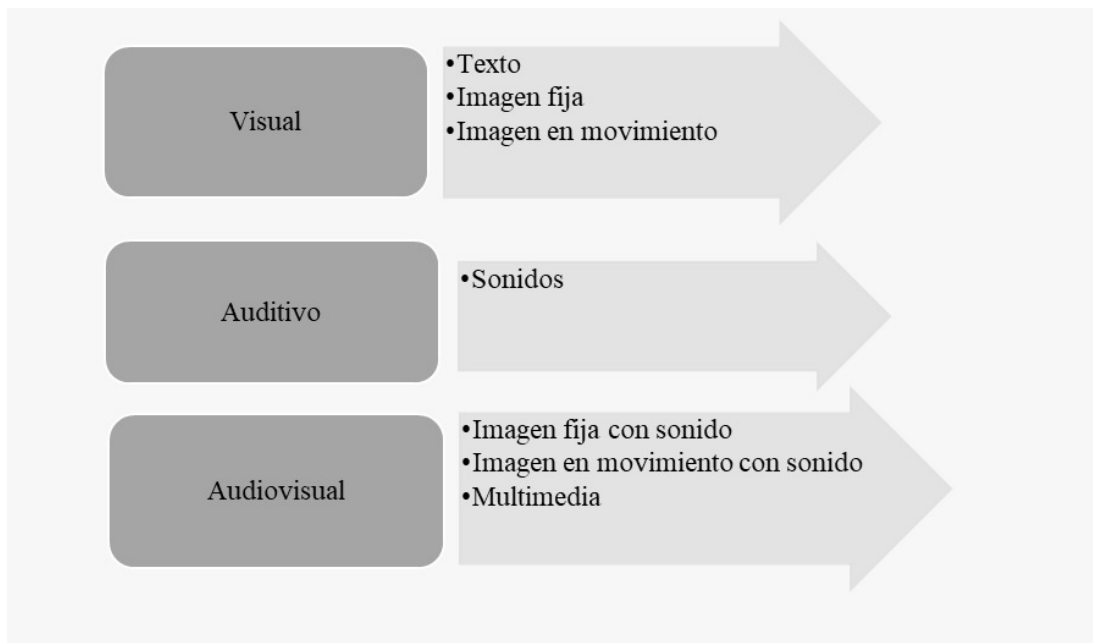 Visual
•Texto
•Imagen fija
•Imagen en movimiento
Auditivo
•Sonidos
Audiovisual
•Imagen fija con sonido
•Imagen en movimiento con sonido
•Multimedia